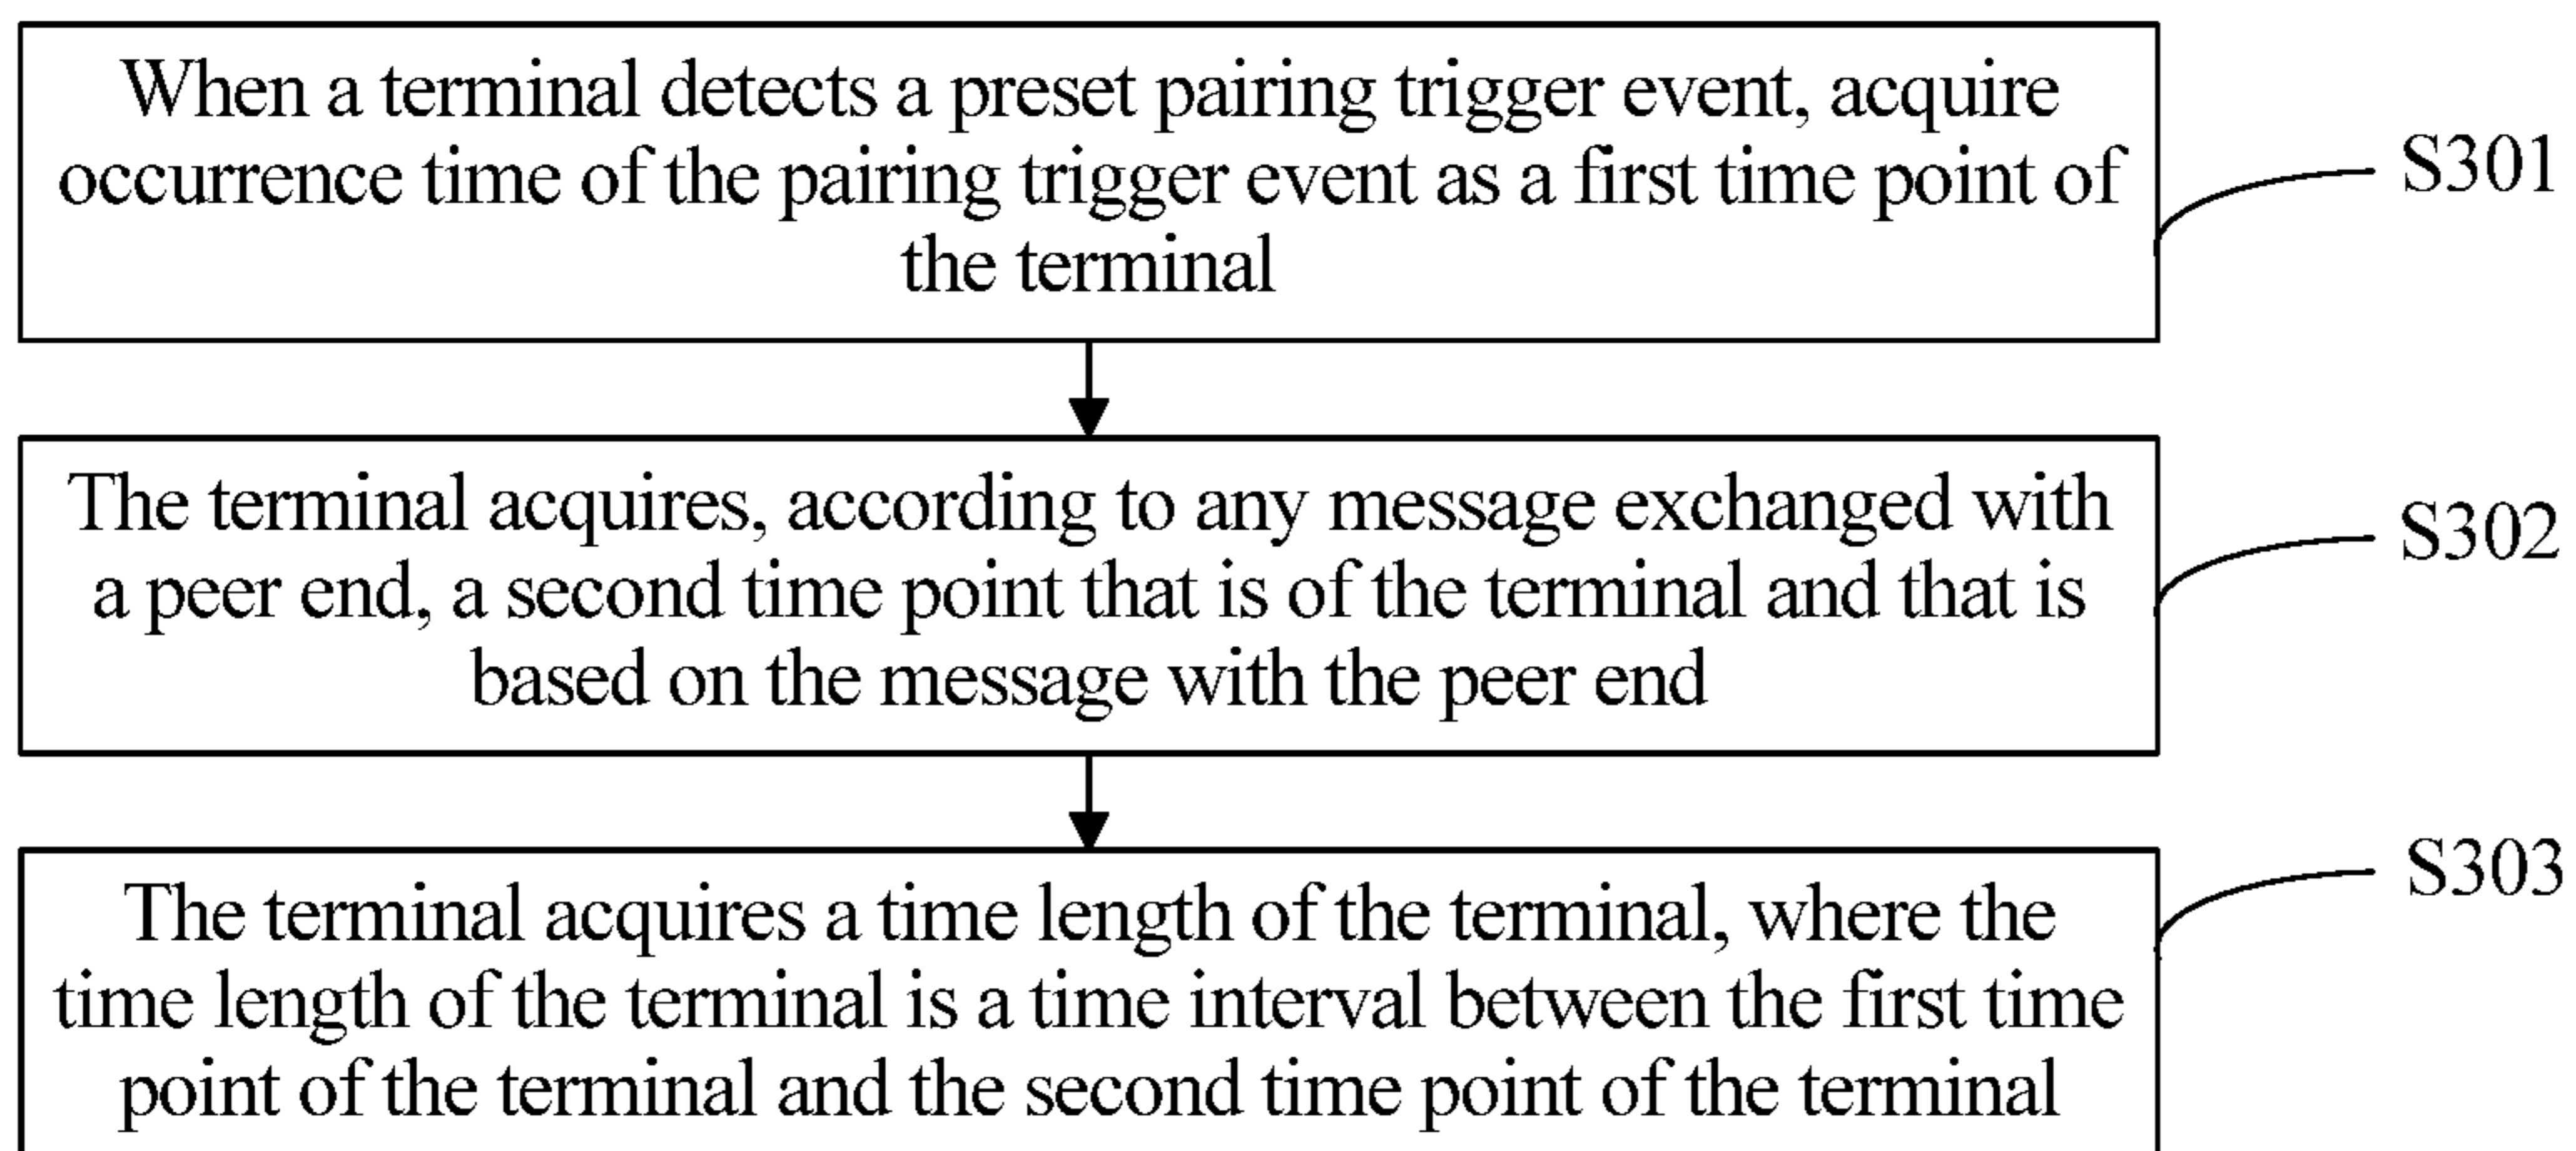 When a terminal detects a preset pairing trigger event, acquire
occurrence time of the pairing trigger event as a first time point of
the terminal
S301
The terminal acquires, according to any message exchanged with
a peer end, a second time point that is of the terminal and that is
based on the message with the peer end
S302
The terminal acquires a time length of the terminal, where the
time length of the terminal is a time interval between the first time
point of the terminal and the second time point of the terminal
S303